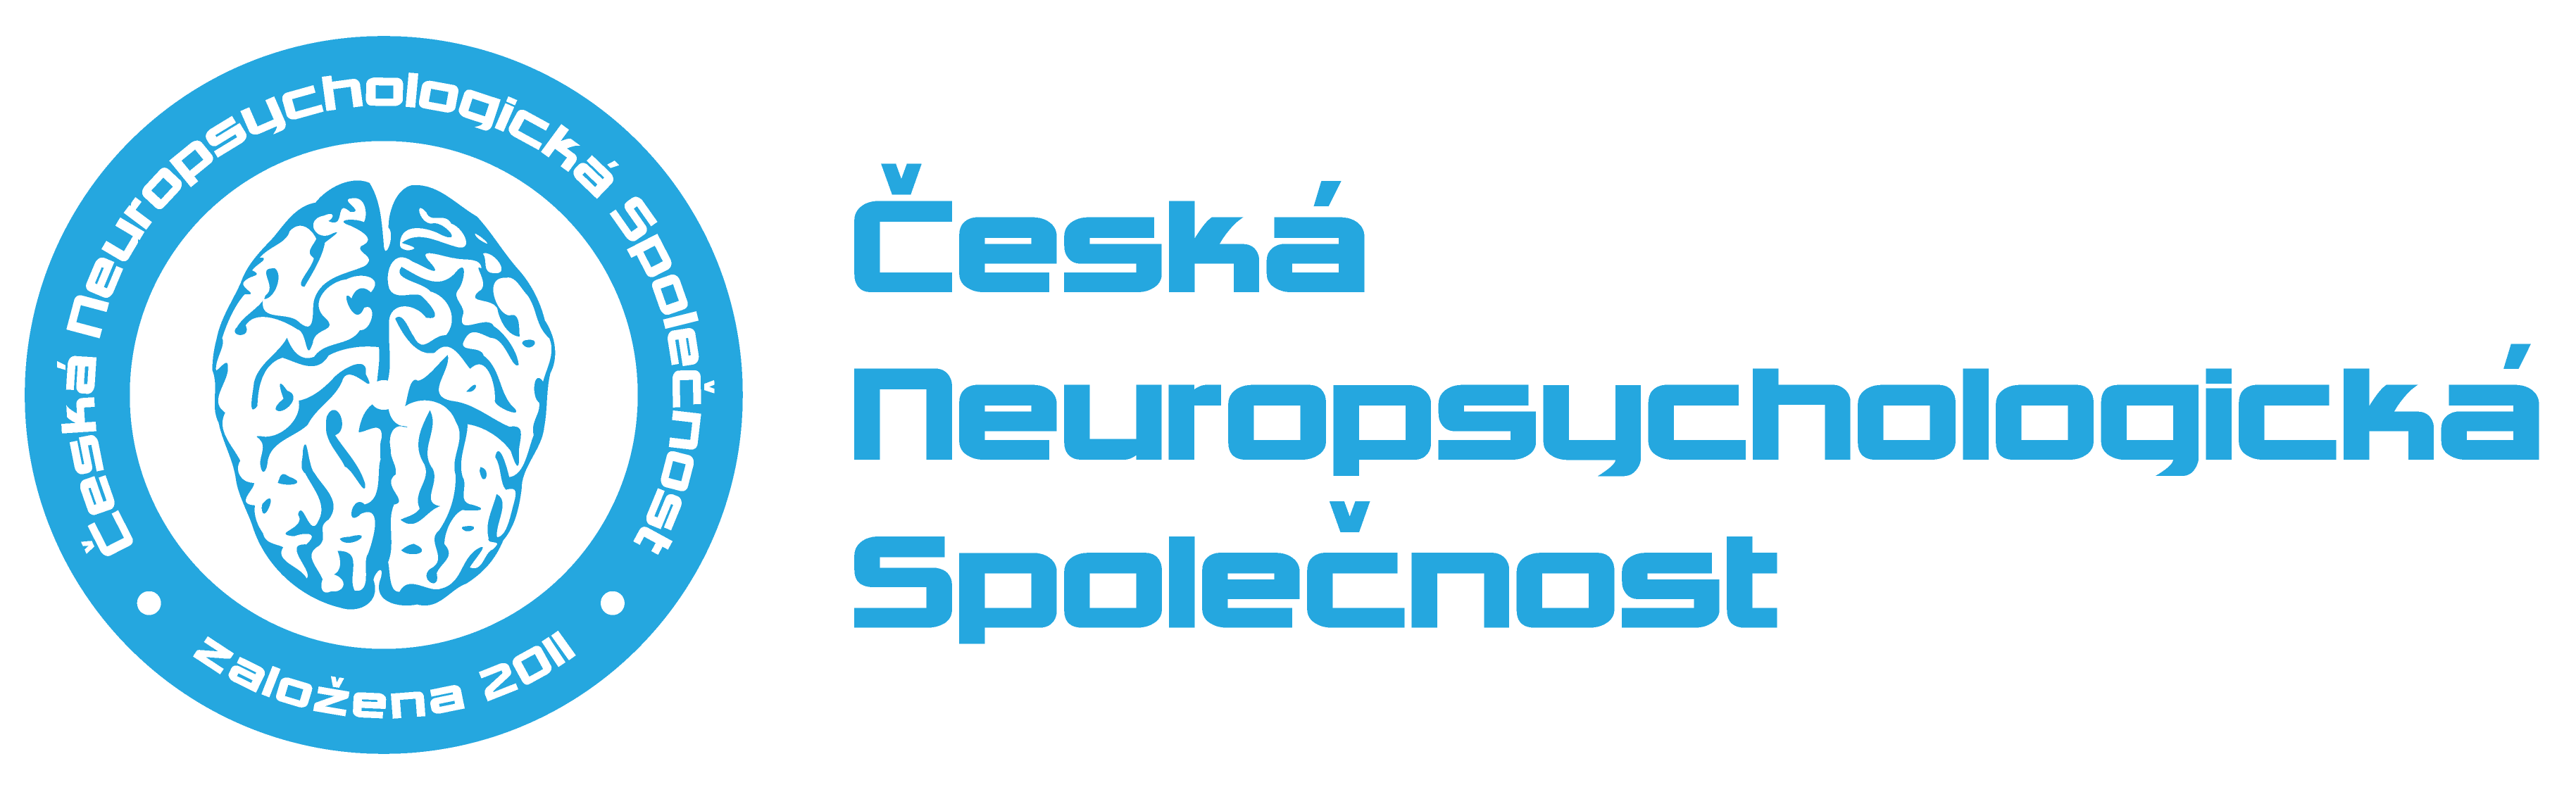 Česká Neuropsychologická Společnost
založena 2011
Česká
Neuropsychologická
Společnost